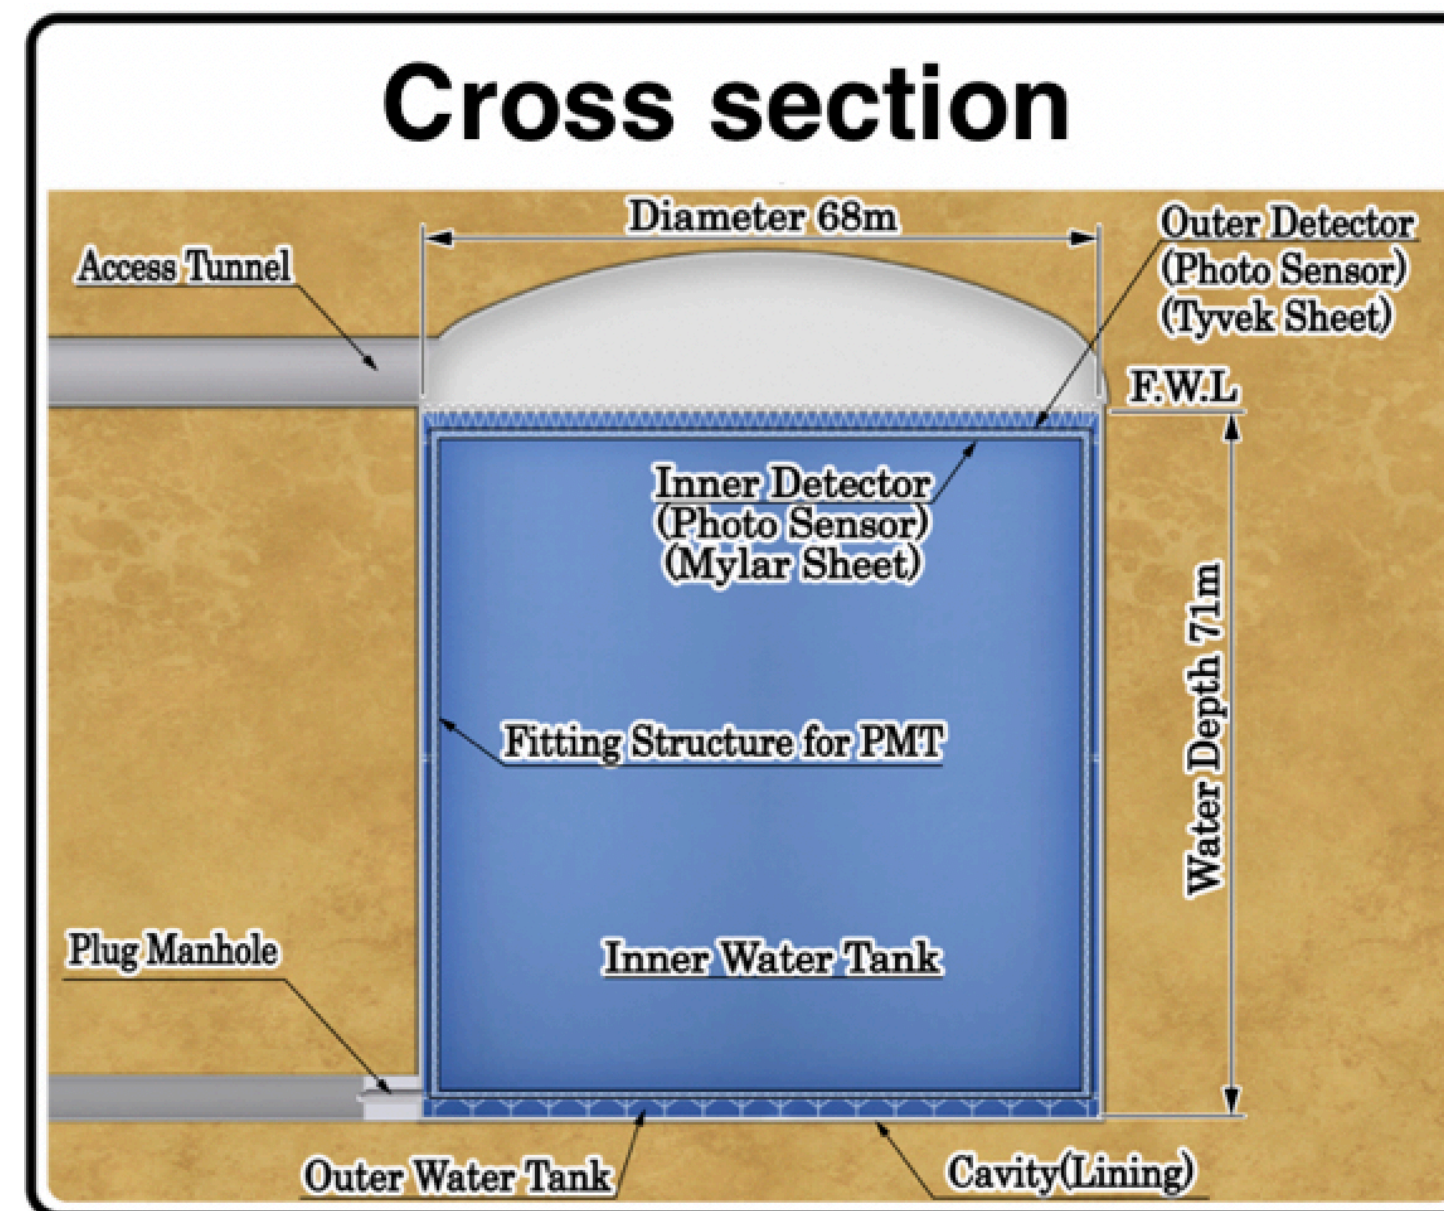 Cross section
Diameter 68m
Outer Detector
(Photo Sensor)
(Tyvek Sheet)
Access Tunnel
F.W.L
Inner Detector
(Photo Sensor)
(Mylar Sheet)
Water Depth 71m
Fitting Structure for PMT
Plug Manhole
Inner Water Tank
Outer Water Tank
Cavity(Lining)